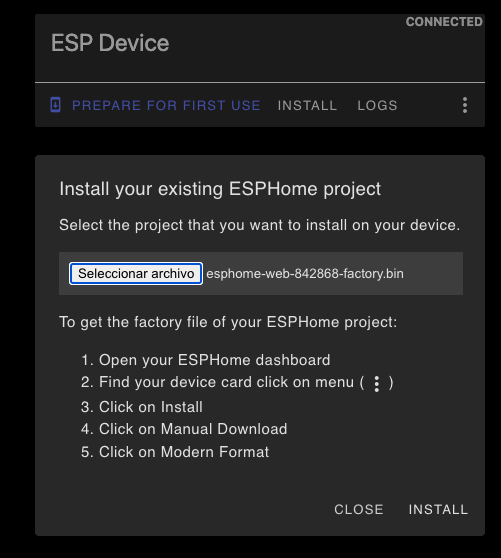 CONNECTED
ESP Device
PREPARE FOR FIRST USE INSTALL LOGS
Install your existing ESPHome project
Select the project that you want to install on your device.
Seleccionar archivo esphome-web-842868-factory.bin
To get the factory file of your ESPHome project:
1. Open your ESPHome dashboard
2. Find your device card click on menu ( ⋮ )
3. Click on Install
4. Click on Manual Download
5. Click on Modern Format
CLOSE INSTALL